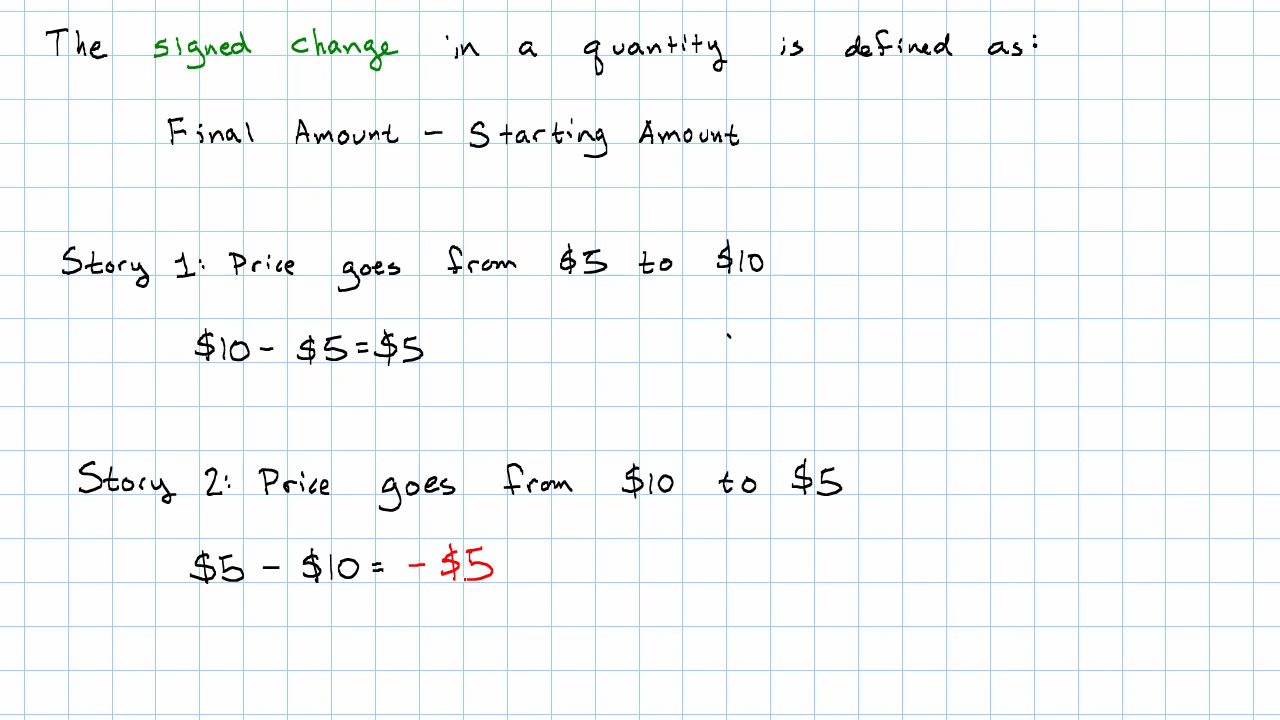 The signed change in a quantity is defined as:
Final Amount - Starting Amount
Story 1: Price goes from $5 to $10
$10 - $5 = $5
Story 2: Price goes from $10 to $5
$5 - $10 = - $5